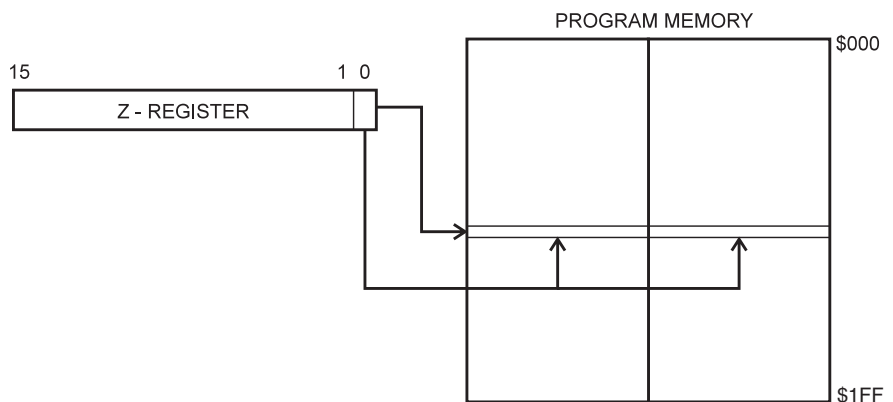 PROGRAM MEMORY
$000
15 1 0
Z - REGISTER
$1FF